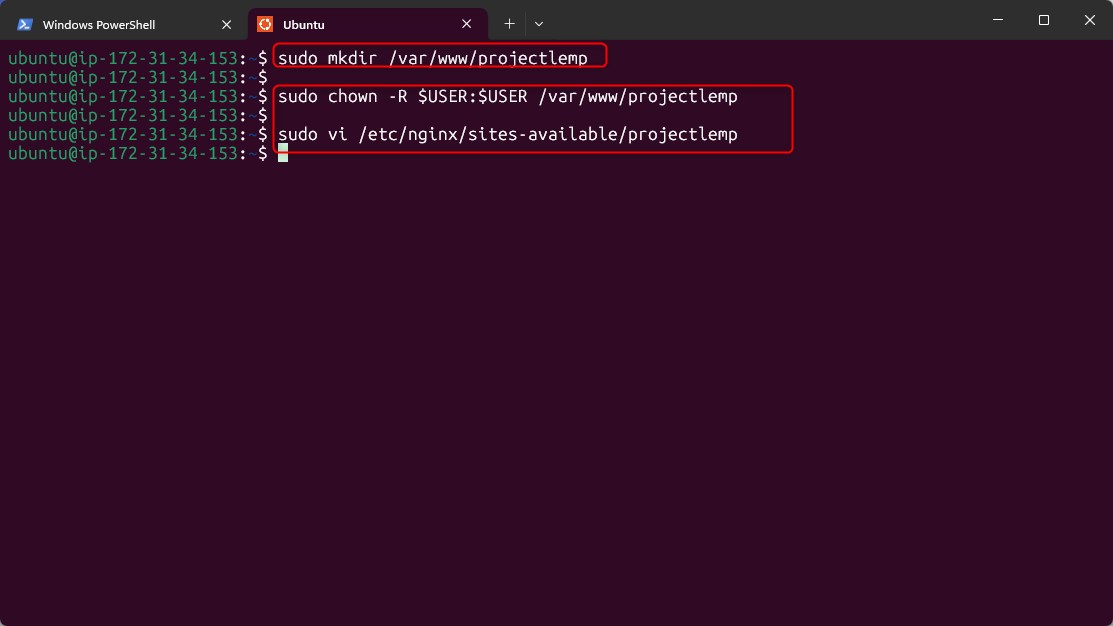 Windows PowerShell
Ubuntu
ubuntu@ip-172-31-34-153:~$ sudo mkdir /var/www/projectlemp
ubuntu@ip-172-31-34-153:~$
ubuntu@ip-172-31-34-153:~$ sudo chown -R $USER:$USER /var/www/projectlemp
ubuntu@ip-172-31-34-153:~$
ubuntu@ip-172-31-34-153:~$ sudo vi /etc/nginx/sites-available/projectlemp
ubuntu@ip-172-31-34-153:~$